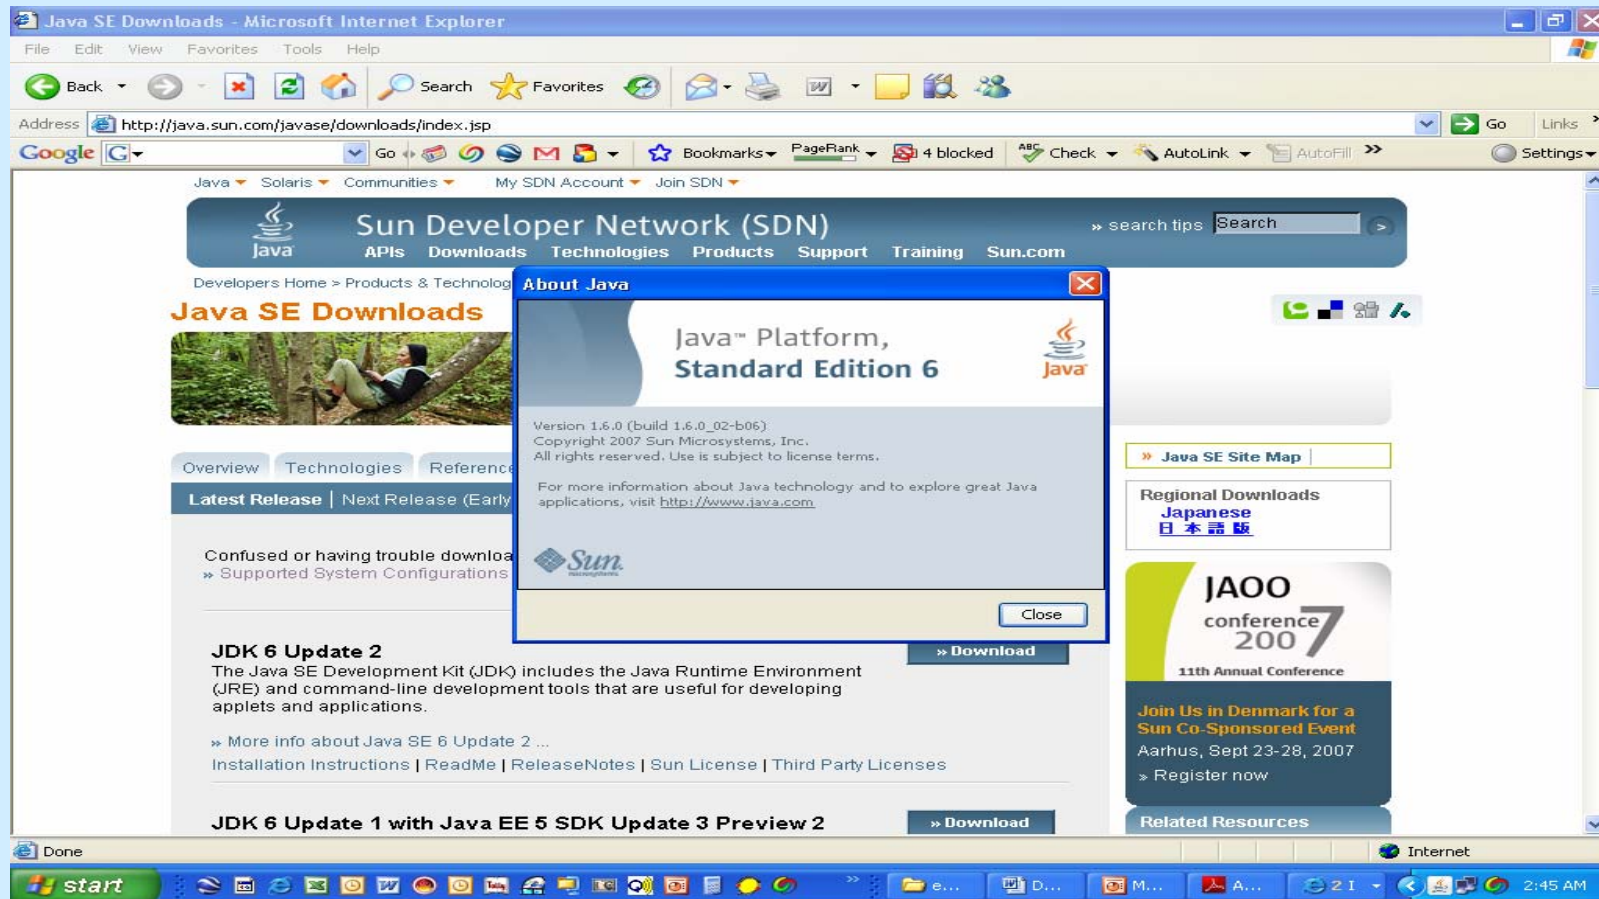 Java SE Downloads - Microsoft Internet Explorer
File Edit View Favorites Tools Help
Back Search Favorites
Address http://java.sun.com/javase/downloads/index.jsp Go Links
Google Go Bookmarks PageRank 4 blocked Check AutoLink AutoFill Settings
Java Solaris Communities My SDN Account Join SDN
Java
Sun Developer Network (SDN)
» search tips Search
APIs Downloads Technologies Products Support Training Sun.com
Developers Home > Products & Technolog
Java SE Downloads
About Java
Java™ Platform,
Standard Edition 6
Java
Version 1.6.0 (build 1.6.0_02-b06)
Copyright 2007 Sun Microsystems, Inc.
All rights reserved. Use is subject to license terms.
For more information about Java technology and to explore great Java
applications, visit http://www.java.com
Sun
microsystems
Close
Overview Technologies Reference
Latest Release | Next Release (Early
Confused or having trouble downloa
» Supported System Configurations
JDK 6 Update 2
» Download
The Java SE Development Kit (JDK) includes the Java Runtime Environment
(JRE) and command-line development tools that are useful for developing
applets and applications.
» More info about Java SE 6 Update 2 ...
Installation Instructions | ReadMe | ReleaseNotes | Sun License | Third Party Licenses
JDK 6 Update 1 with Java EE 5 SDK Update 3 Preview 2
» Download
» Java SE Site Map
Regional Downloads
Japanese
日本語版
JAOO
conference
2007
11th Annual Conference
Join Us in Denmark for a
Sun Co-Sponsored Event
Aarhus, Sept 23-28, 2007
» Register now
Related Resources
Done Internet
start e... D... M... A... 2 I 2:45 AM